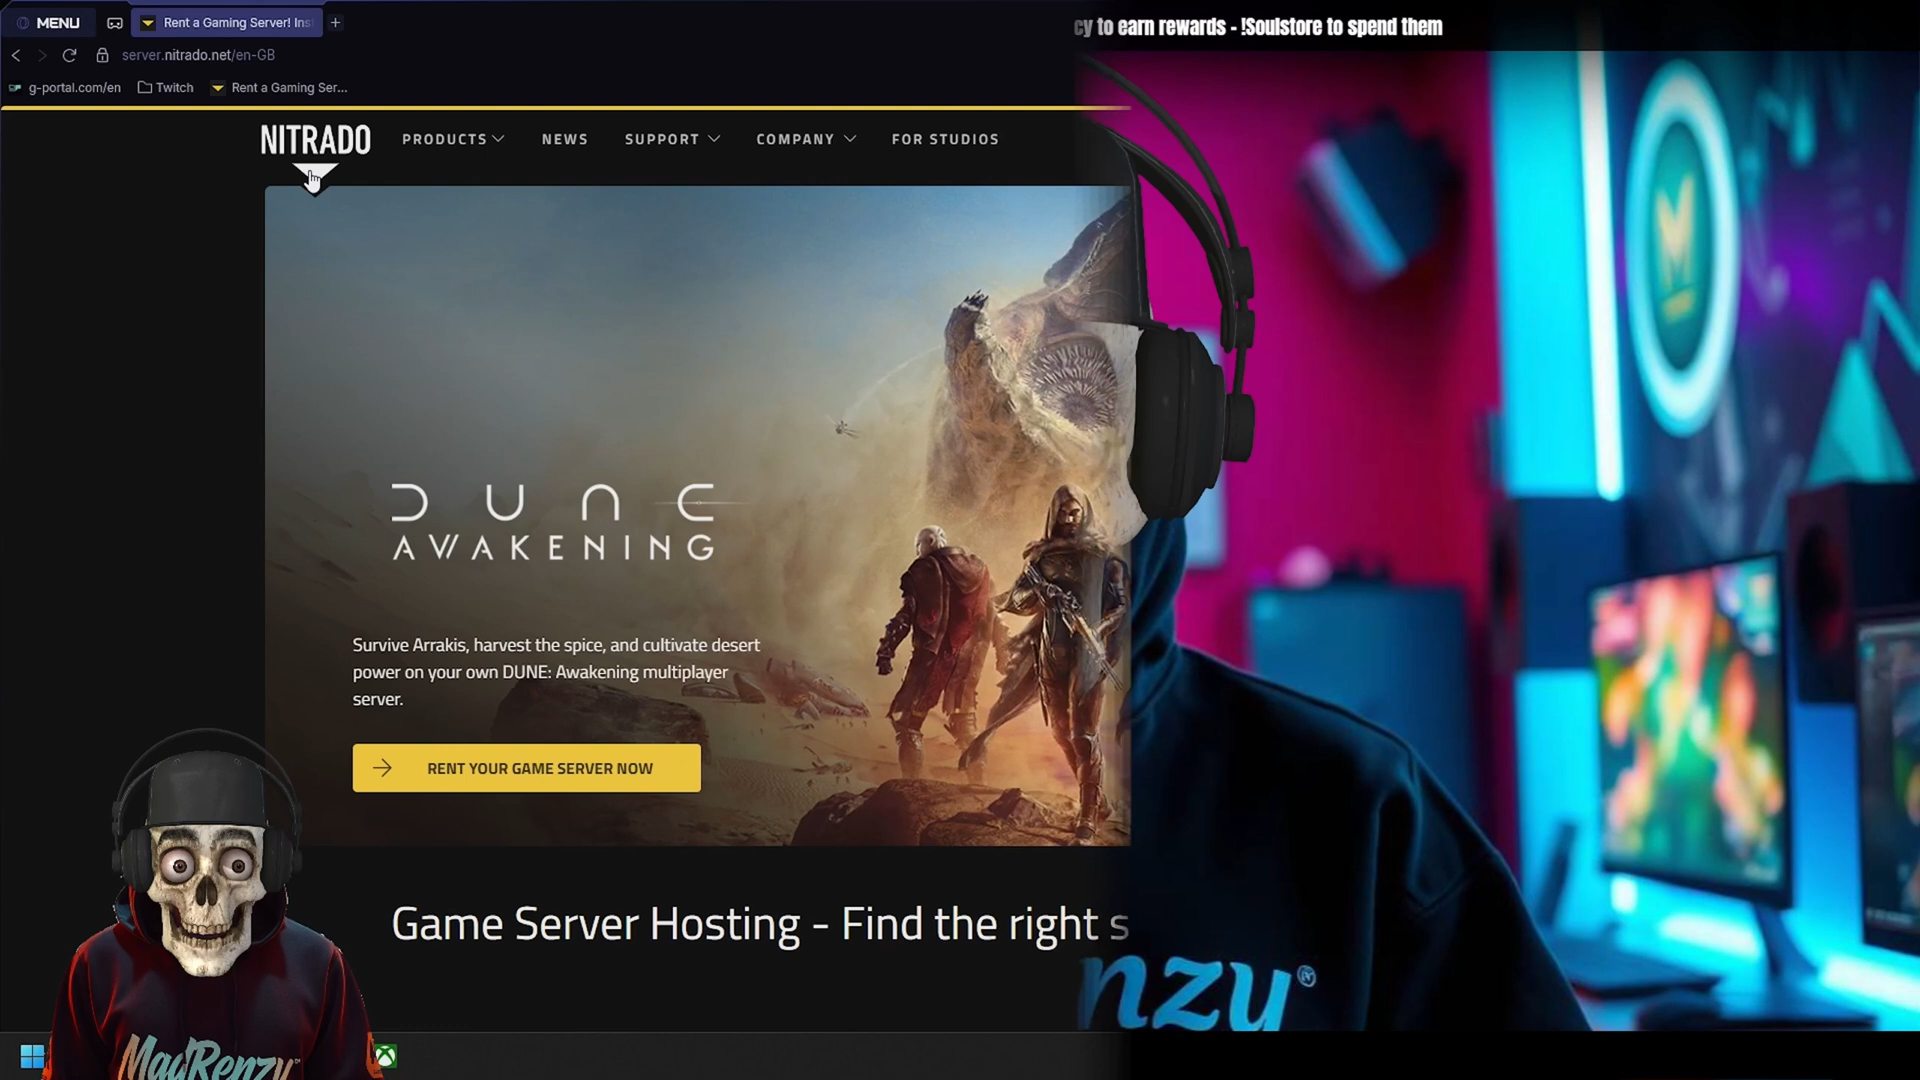 MENU
Rent a Gaming Server! Ins
cy to earn rewards - !Soulstore to spend them
server.nitrado.net/en-GB
g-portal.com/en
Twitch
Rent a Gaming Ser...
NITRADO
PRODUCTS
NEWS
SUPPORT
COMPANY
FOR STUDIOS
DUNE
AWAKENING
Survive Arrakis, harvest the spice, and cultivate desert
power on your own DUNE: Awakening multiplayer
server.
RENT YOUR GAME SERVER NOW
Game Server Hosting - Find the right s
nzy®
MadRenzy